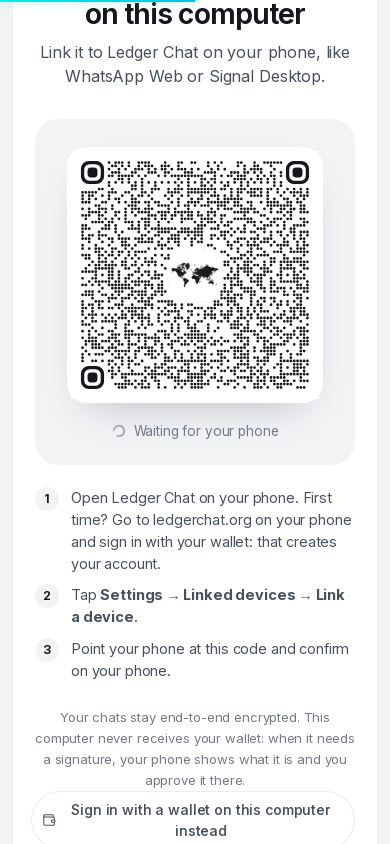 on this computer
Link it to Ledger Chat on your phone, like
WhatsApp Web or Signal Desktop.
Waiting for your phone
1 Open Ledger Chat on your phone. First
time? Go to ledgerchat.org on your phone
and sign in with your wallet: that creates
your account.
2 Tap Settings → Linked devices → Link
a device.
3 Point your phone at this code and confirm
on your phone.
Your chats stay end-to-end encrypted. This
computer never receives your wallet: when it needs
a signature, your phone shows what it is and you
approve it there.
Sign in with a wallet on this computer
instead